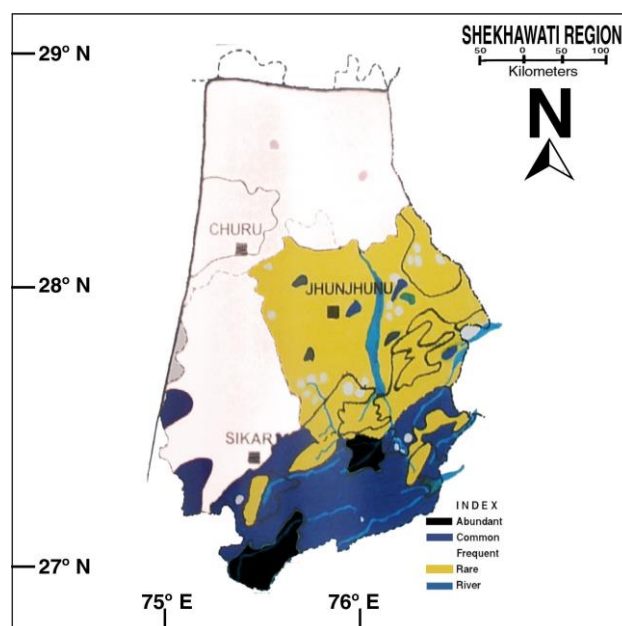 SHEKHAWATI REGION
50 0 50 100
Kilometers
N
29° N
28° N
27° N
CHURU
JHUNJHUNU
SIKAR
INDEX
Abundant
Common
Frequent
Rare
River
75° E
76° E